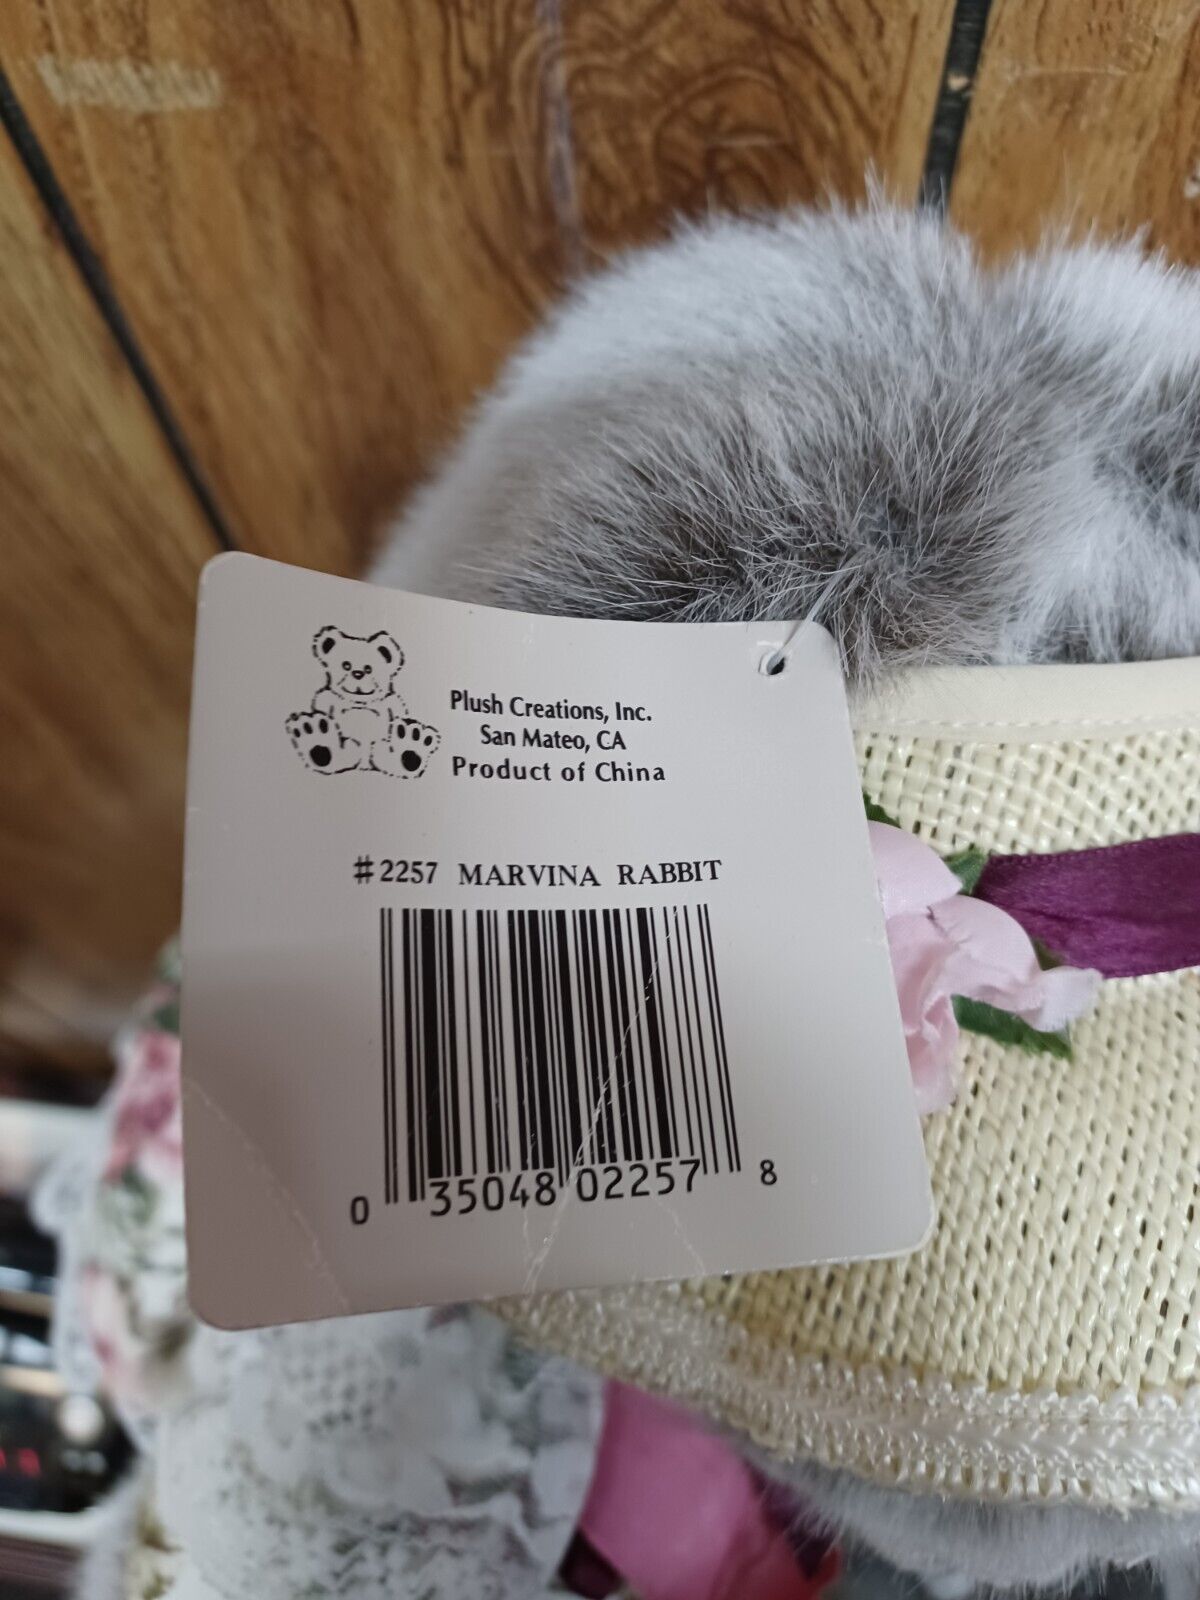 Plush Creations, Inc.
San Mateo, CA
Product of China
#2257 MARVINA RABBIT
0 35048 02257 8